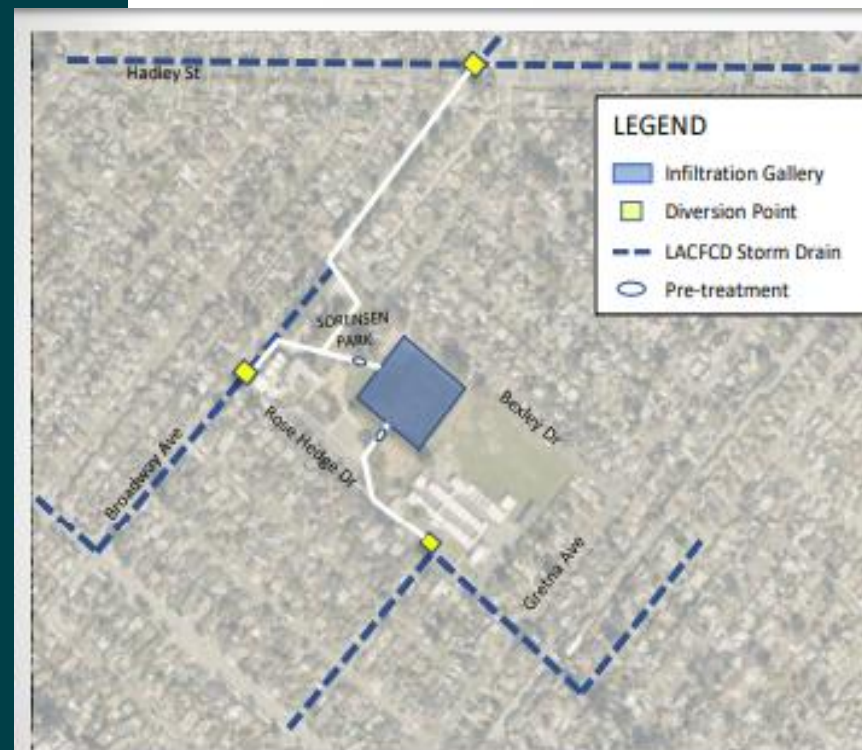 Hadley St
LEGEND
Infiltration Gallery
Diversion Point
LACFCD Storm Drain
Pre-treatment
SORENSEN
PARK
Bexley Dr
Rose Hedge Dr
Broadway Ave
Gretna Ave